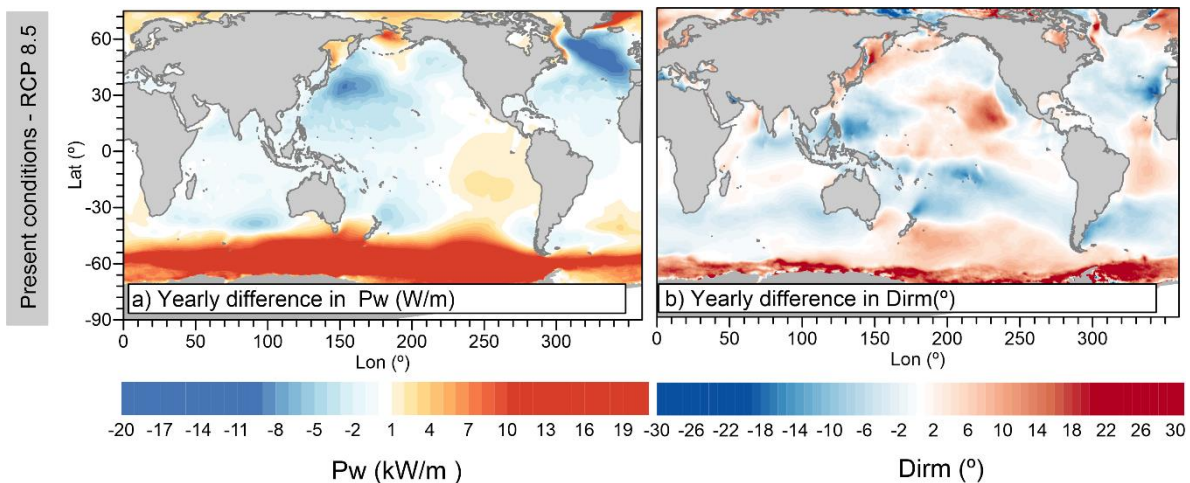 Present conditions - RCP 8.5
Lat (º)
60
30
0
-30
-60
-90
a) Yearly difference in Pw (W/m)
b) Yearly difference in Dirm(º)
0 50 100 150 200 250 300
0 50 100 150 200 250 300
Lon (º)
Lon (º)
-20 -17 -14 -11 -8 -5 -2 1 4 7 10 13 16 19
-30 -26 -22 -18 -14 -10 -6 -2 2 6 10 14 18 22 26 30
Pw (kW/m )
Dirm (º)